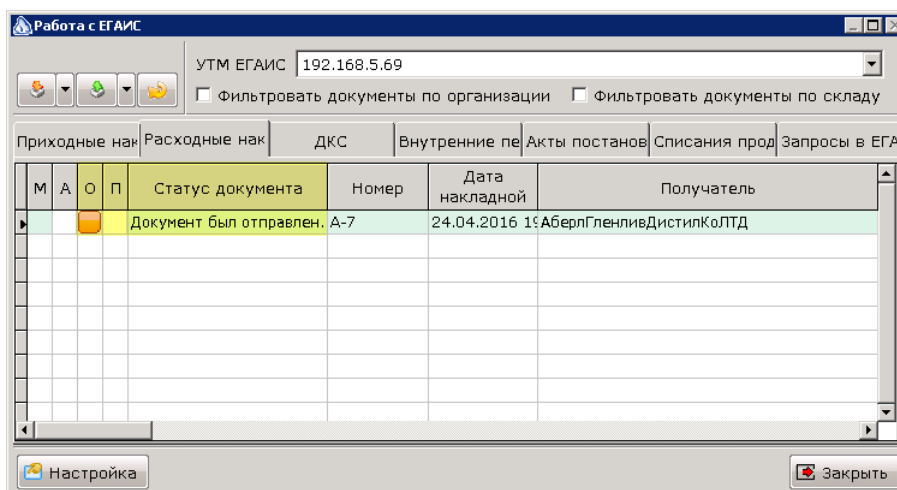 Работа с ЕГАИС
УТМ ЕГАИС 192.168.5.69
Фильтровать документы по организации Фильтровать документы по складу
Приходные нак Расходные нак ДКС Внутренние пе Акты постанов Списания прод Запросы в ЕГА
М А О П Статус документа Номер Дата накладной Получатель
Документ был отправлен. А-7 24.04.2016 19 АберлГленливДистилКоЛТД
Настройка Закрыть